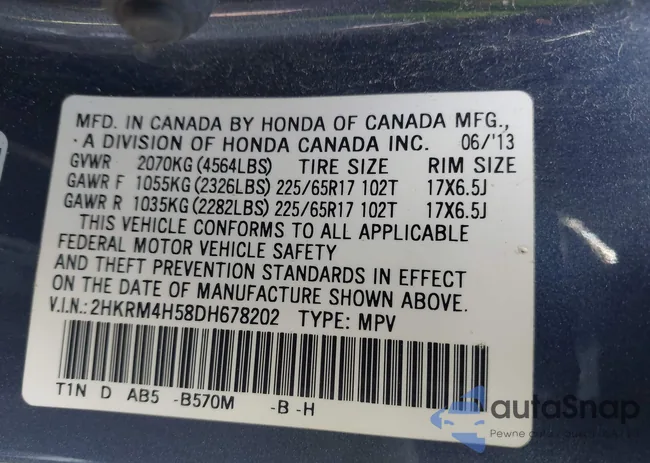 MFD. IN CANADA BY HONDA OF CANADA MFG.,
A DIVISION OF HONDA CANADA INC. 06/'13
GVWR 2070KG (4564LBS) TIRE SIZE RIM SIZE
GAWR F 1055KG (2326LBS) 225/65R17 102T 17X6.5J
GAWR R 1035KG (2282LBS) 225/65R17 102T 17X6.5J
THIS VEHICLE CONFORMS TO ALL APPLICABLE
FEDERAL MOTOR VEHICLE SAFETY
AND THEFT PREVENTION STANDARDS IN EFFECT
ON THE DATE OF MANUFACTURE SHOWN ABOVE.
V.I.N.: 2HKRM4H58DH678202 TYPE: MPV
T1N D AB5 -B570M -B -H
autaSnap
Pewne auta